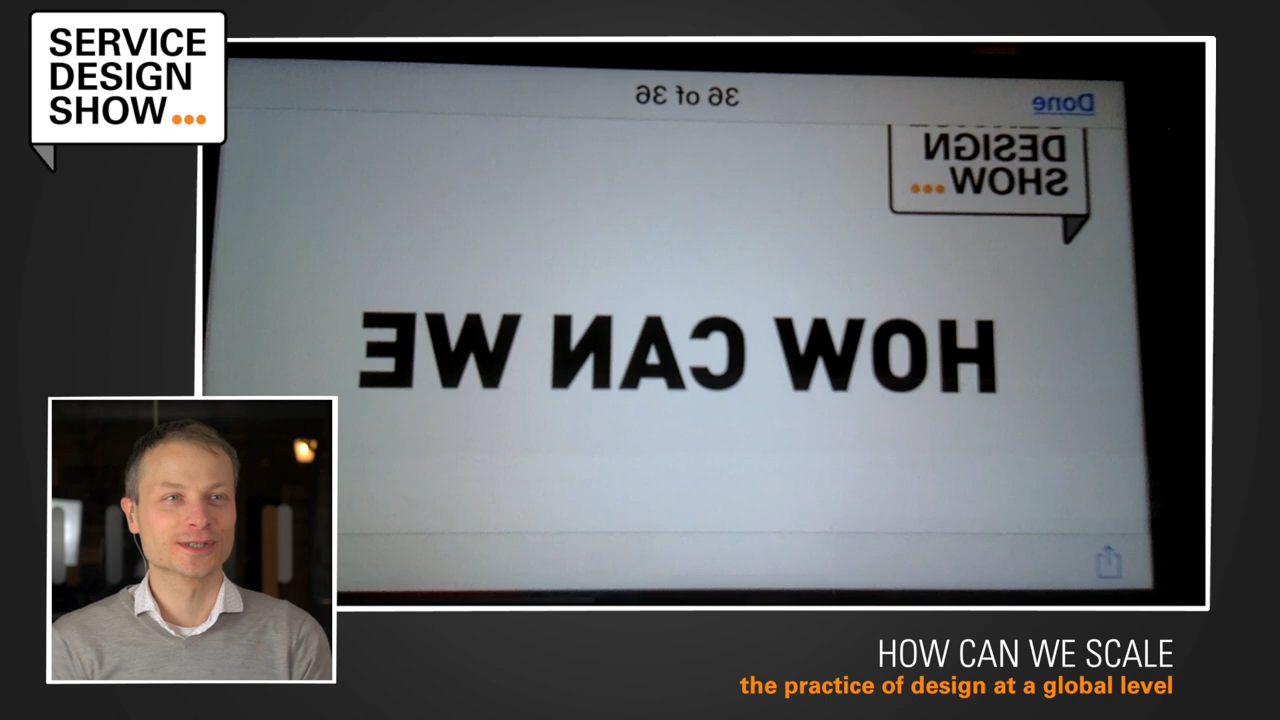 SERVICE
DESIGN
SHOW...
36 of 36
Done
DESIGN
SHOW...
HOW CAN WE
HOW CAN WE SCALE
the practice of design at a global level